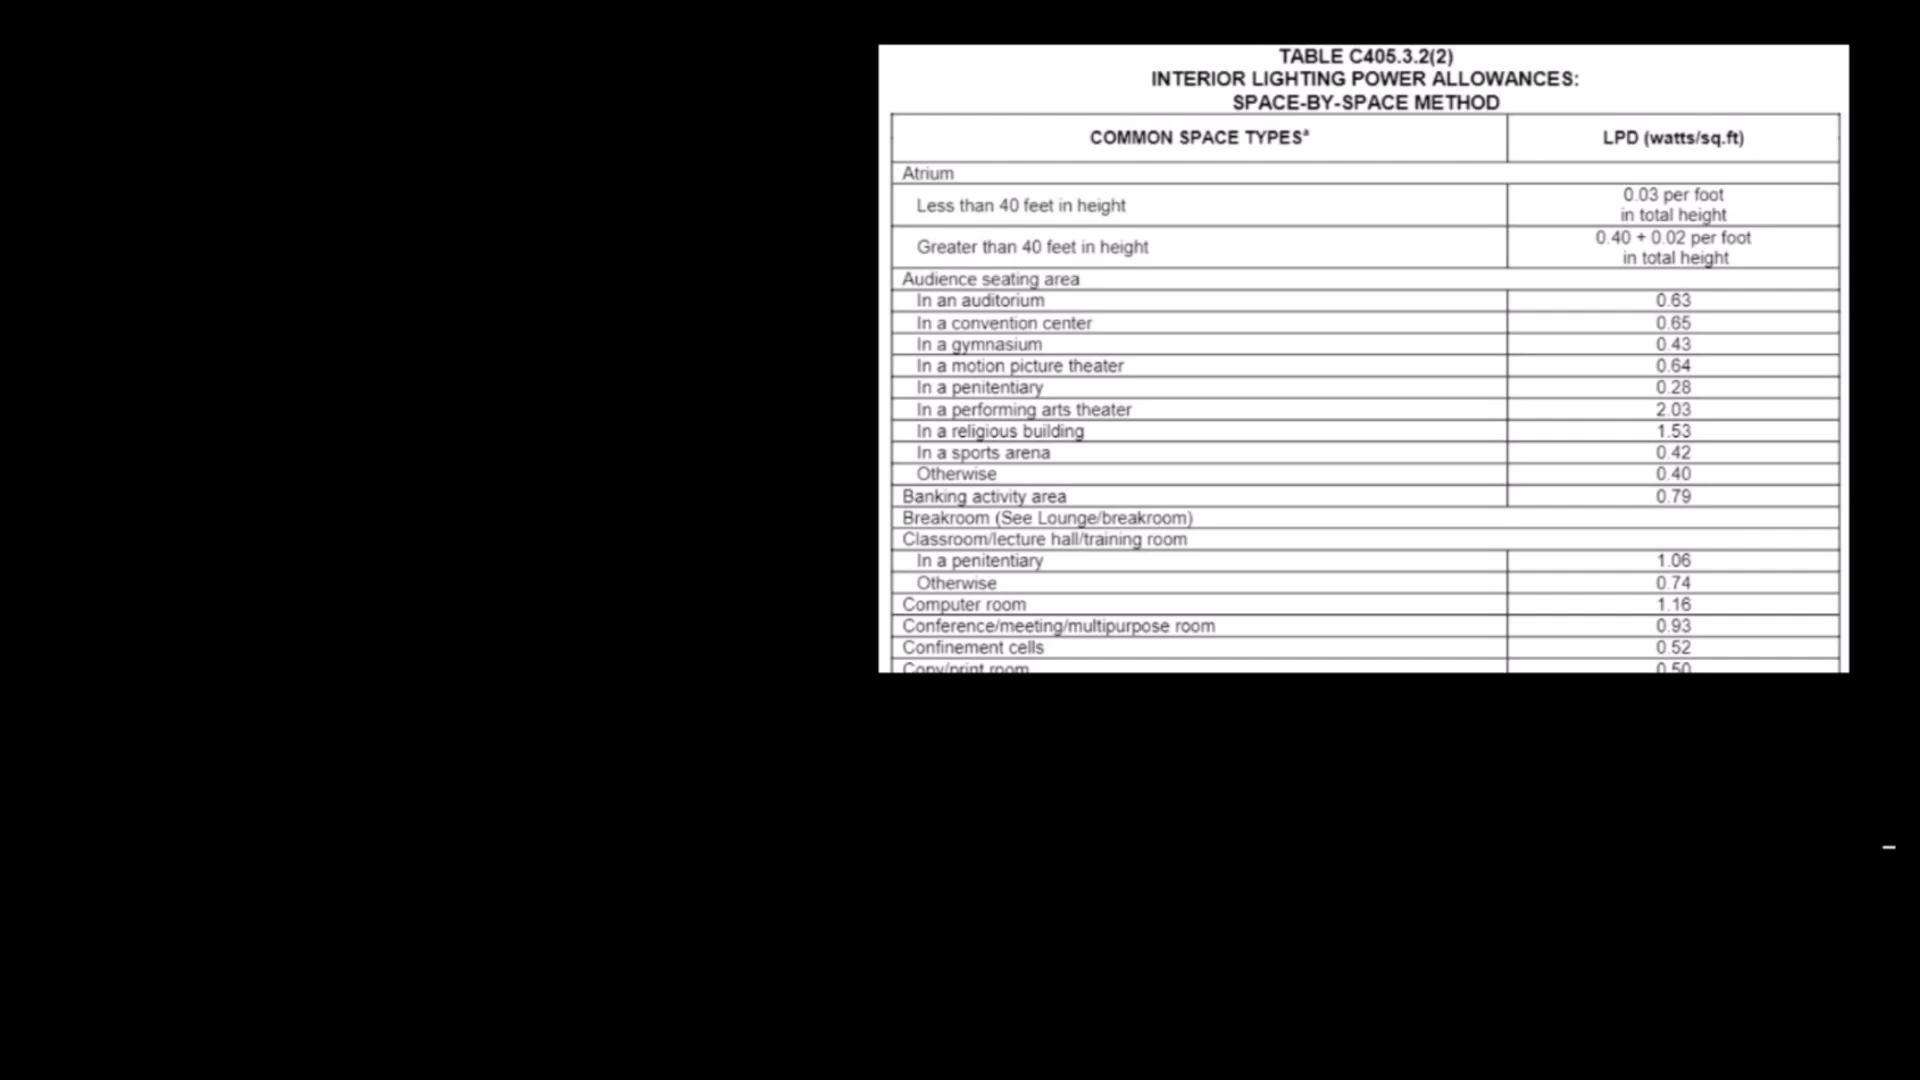 TABLE C405.3.2(2)
INTERIOR LIGHTING POWER ALLOWANCES:
SPACE-BY-SPACE METHOD
COMMON SPACE TYPESª LPD (watts/sq.ft)
Atrium
Less than 40 feet in height 0.03 per foot
in total height
Greater than 40 feet in height 0.40 + 0.02 per foot
in total height
Audience seating area
In an auditorium 0.63
In a convention center 0.65
In a gymnasium 0.43
In a motion picture theater 0.64
In a penitentiary 0.28
In a performing arts theater 2.03
In a religious building 1.53
In a sports arena 0.42
Otherwise 0.40
Banking activity area 0.79
Breakroom (See Lounge/breakroom)
Classroom/lecture hall/training room
In a penitentiary 1.06
Otherwise 0.74
Computer room 1.16
Conference/meeting/multipurpose room 0.93
Confinement cells 0.52
Copy/print room 0.50